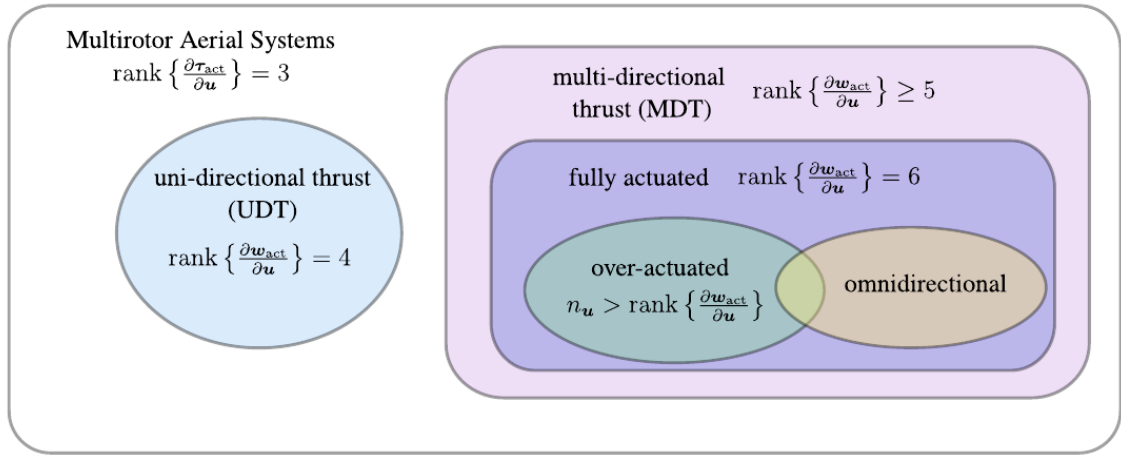 Multirotor Aerial Systems
rank { ∂τ_act / ∂u } = 3
multi-directional
thrust (MDT)
rank { ∂w_act / ∂u } ≥ 5
uni-directional thrust
(UDT)
rank { ∂w_act / ∂u } = 4
fully actuated
rank { ∂w_act / ∂u } = 6
over-actuated
n_u > rank { ∂w_act / ∂u }
omnidirectional